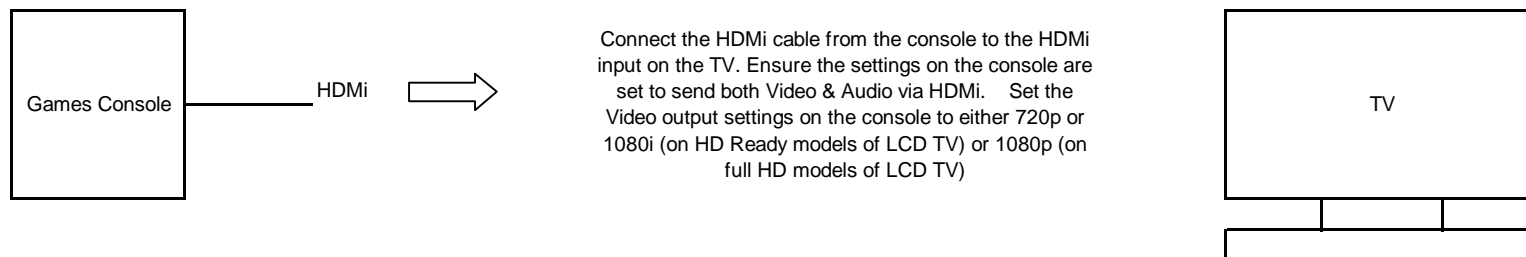 Games Console
HDMi
Connect the HDMi cable from the console to the HDMi
input on the TV. Ensure the settings on the console are
set to send both Video & Audio via HDMi.    Set the
Video output settings on the console to either 720p or
1080i (on HD Ready models of LCD TV) or 1080p (on
full HD models of LCD TV)
TV